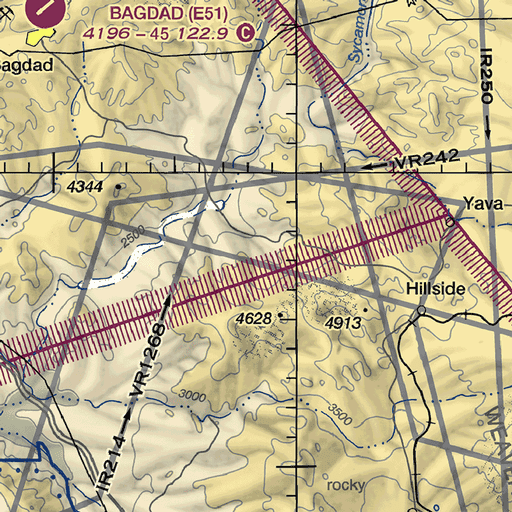 BAGDAD (E51)
4196 - 45 122.9 C
Bagdad
Sycamore
IR250
VR242
4344
Yava
2500
Hillside
4628
4913
VR1268
IR214
3000
3500
rocky